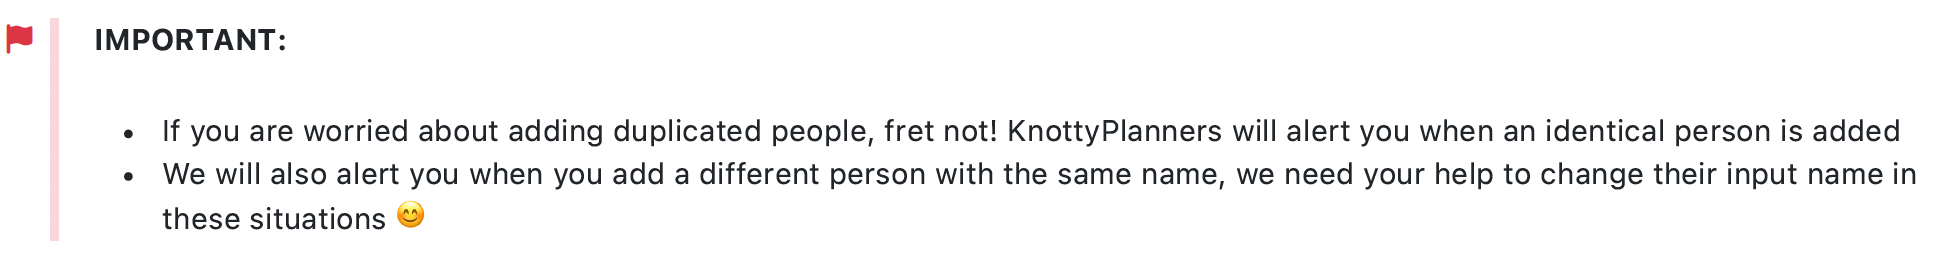 IMPORTANT:
• If you are worried about adding duplicated people, fret not! KnottyPlanners will alert you when an identical person is added
• We will also alert you when you add a different person with the same name, we need your help to change their input name in
these situations 😊